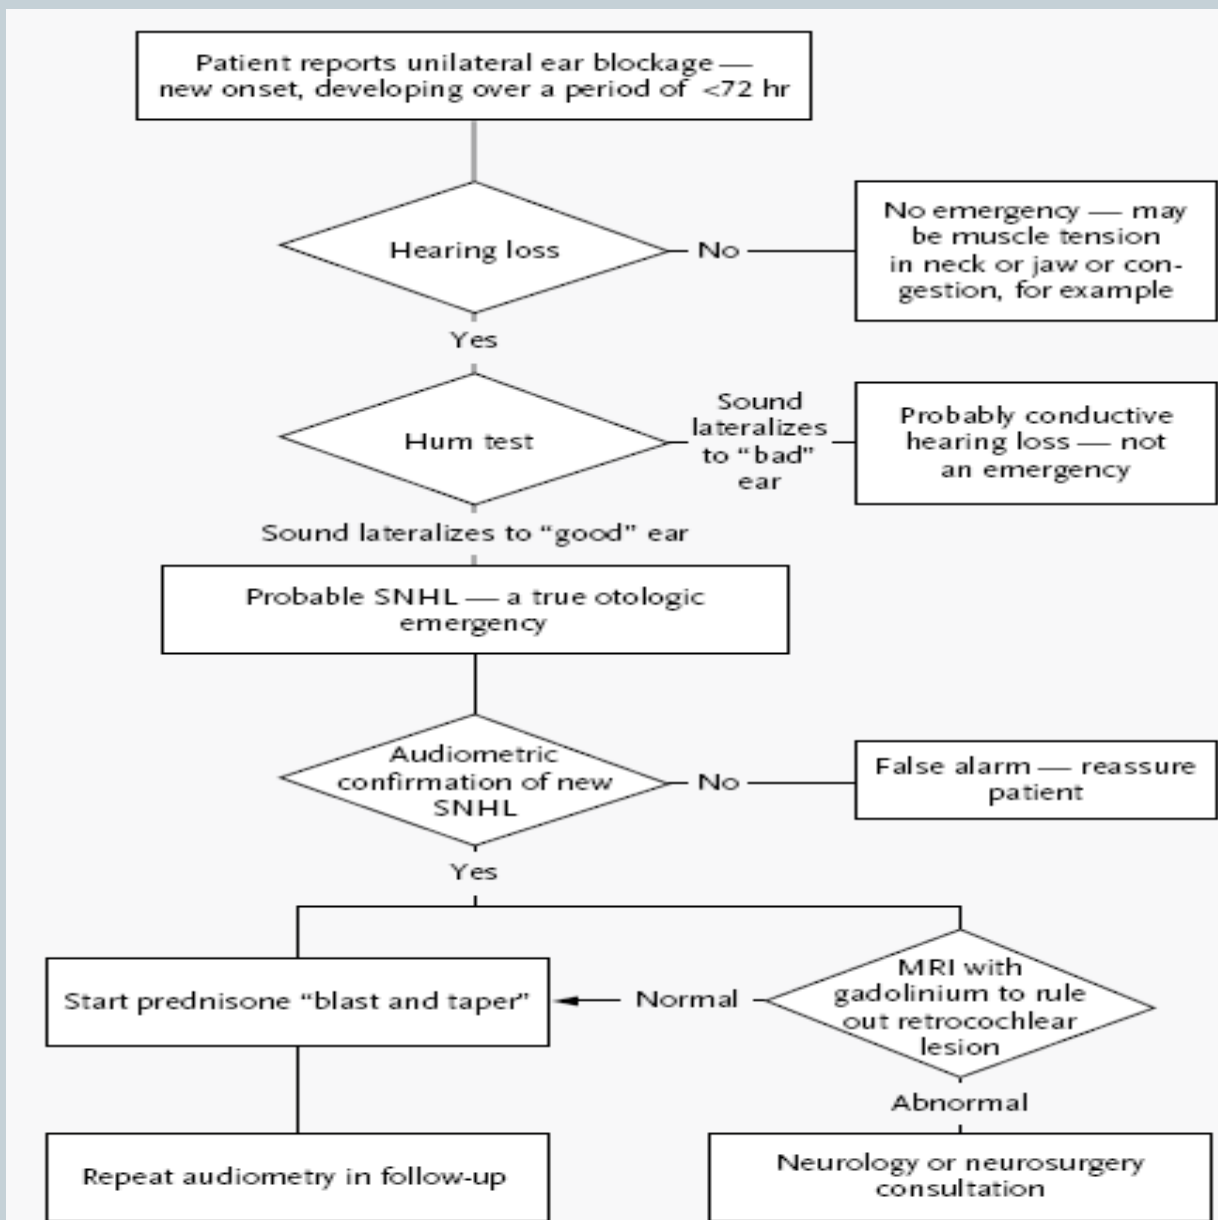 Patient reports unilateral ear blockage —
new onset, developing over a period of <72 hr
Hearing loss
No
No emergency — may
be muscle tension
in neck or jaw or con-
gestion, for example
Yes
Hum test
Sound
lateralizes
to “bad”
ear
Probably conductive
hearing loss — not
an emergency
Sound lateralizes to “good” ear
Probable SNHL — a true otologic
emergency
Audiometric
confirmation of new
SNHL
No
False alarm — reassure
patient
Yes
Start prednisone “blast and taper”
Normal
MRI with
gadolinium to rule
out retrocochlear
lesion
Abnormal
Repeat audiometry in follow-up
Neurology or neurosurgery
consultation